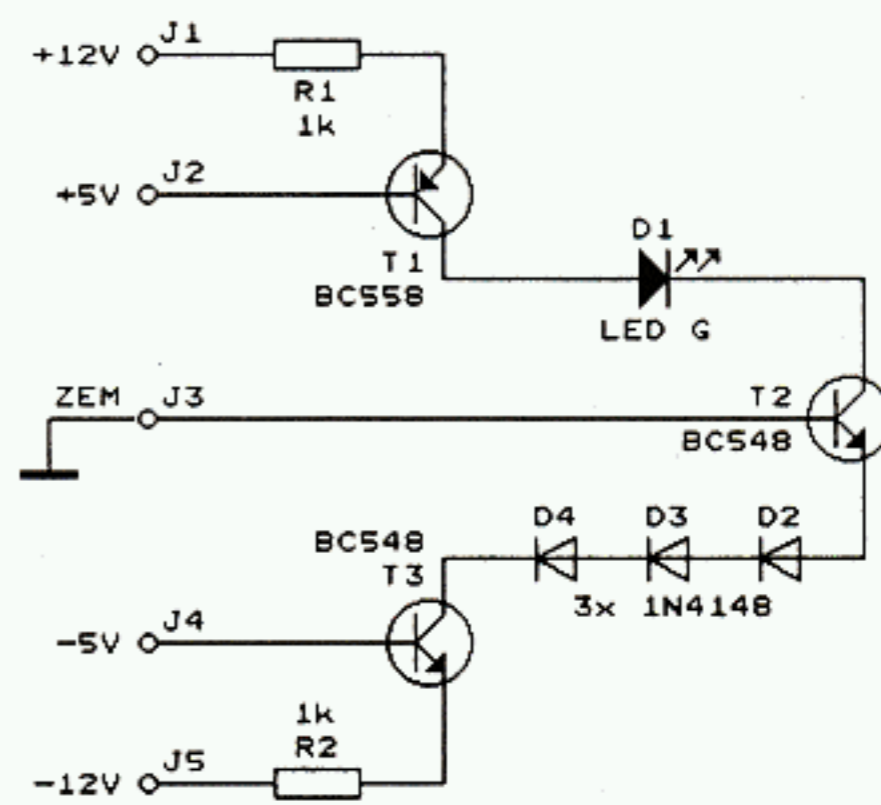 J1
+12V
R1
1k
J2
+5V
D1
T1
BC558
LED G
ZEM J3
T2
BC548
D4 D3 D2
BC548
T3
3x 1N4148
J4
-5V
1k
R2
J5
-12V